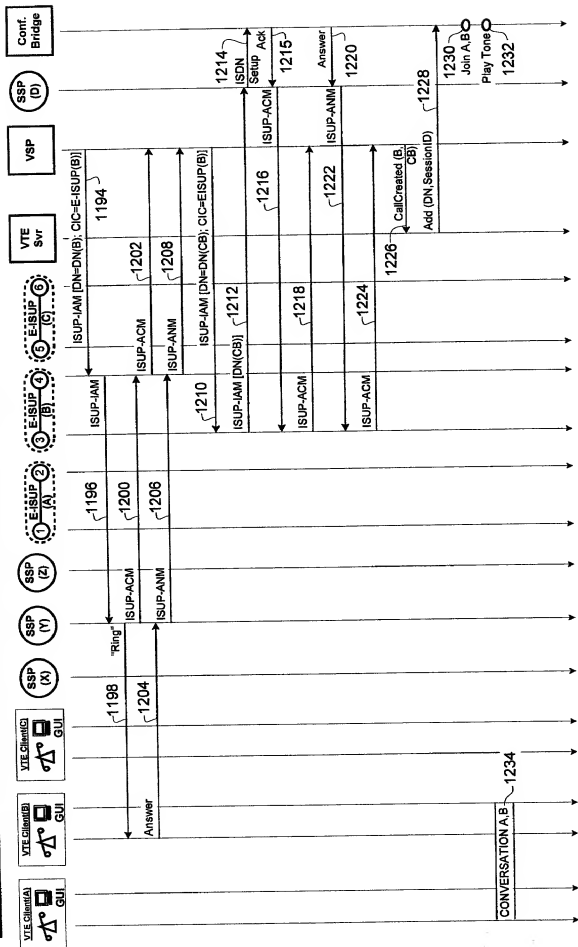 VTE Client(A)
GUI
VTE Client(B)
GUI
VTE Client(C)
GUI
SSP
(X)
SSP
(Y)
SSP
(Z)
1 E-ISUP 2
(A)
3 E-ISUP 4
(B)
5 E-ISUP 6
(C)
VTE
Svr
VSP
SSP
(D)
Conf.
Bridge
ISUP-IAM [DN=DN(B); CIC=E-ISUP(B)]
1194
ISUP-IAM
1196
"Ring"
1198
ISUP-ACM
1200
ISUP-ACM
1202
Answer
1204
ISUP-ANM
1206
ISUP-ANM
1208
ISUP-IAM [DN=DN(CB); CIC=EISUP(B)]
1210
ISUP-IAM [DN(CB)]
1212
1214
ISDN
Setup
Ack
1215
ISUP-ACM
1216
ISUP-ACM
1218
Answer
1220
ISUP-ANM
1222
ISUP-ACM
1224
CallCreated (B,
CB)
1226
Add (DN,SessionID)
1228
1230
Join A,B
Play Tone
1232
CONVERSATION A,B
1234